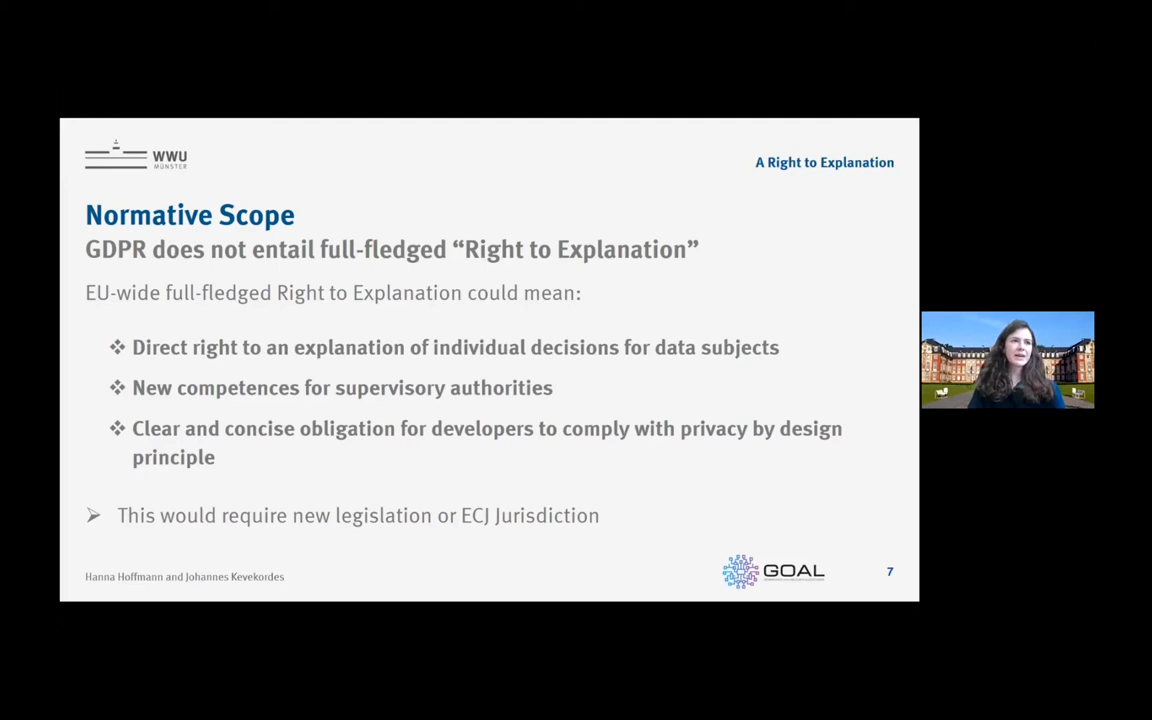 WWU
MÜNSTER
A Right to Explanation
Normative Scope
GDPR does not entail full-fledged “Right to Explanation”
EU-wide full-fledged Right to Explanation could mean:
❖ Direct right to an explanation of individual decisions for data subjects
❖ New competences for supervisory authorities
❖ Clear and concise obligation for developers to comply with privacy by design
principle
➢ This would require new legislation or ECJ Jurisdiction
Hanna Hoffmann and Johannes Kevekordes
GOAL
7